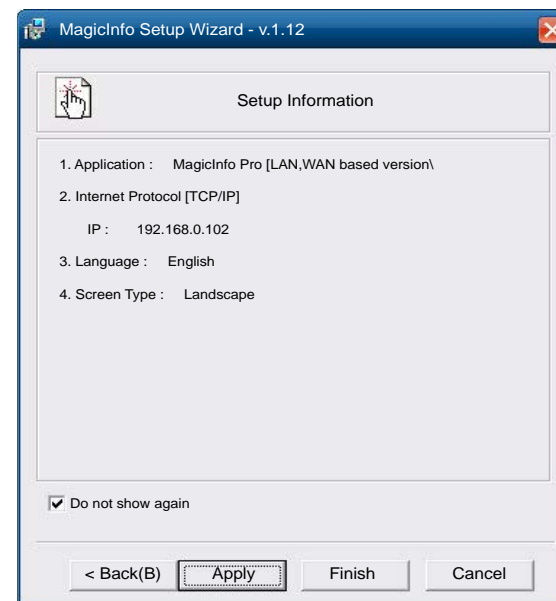 MagicInfo Setup Wizard - v.1.12
Setup Information
1. Application : MagicInfo Pro [LAN,WAN based version\
2. Internet Protocol [TCP/IP]
IP : 192.168.0.102
3. Language : English
4. Screen Type : Landscape
Do not show again
< Back(B) Apply Finish Cancel